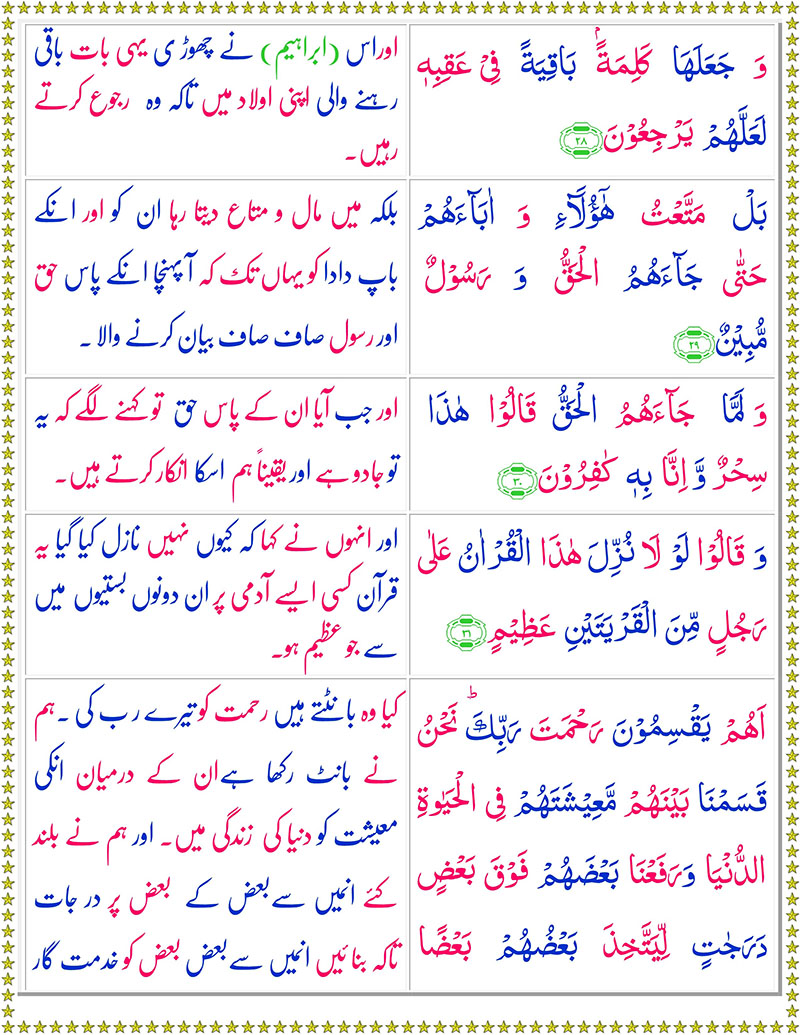 وَ جَعَلَهَا كَلِمَةًۢ بَاقِيَةً فِىْ عَقِبِهٖ
لَعَلَّهُمْ يَرْجِعُوْنَ ﴿۲۸﴾
اوراس (ابراہیم) نے چھوڑی یہی بات باقی
رہنے والی اپنی اولاد میں تاکہ وہ رجوع کرتے
رہیں۔
بَلْ مَتَّعْتُ هٰٓؤُلَآءِ وَ اٰبَآءَهُمْ
حَتّٰى جَآءَهُمُ الْحَقُّ وَ رَسُوْلٌ
مُّبِيْنٌ ﴿۲۹﴾
بلکہ میں مال و متاع دیتا رہا ان کو اور انکے
باپ دادا کو یہاں تک کہ آ پہنچا انکے پاس حق
اور رسول صاف صاف بیان کرنے والا۔
وَ لَمَّا جَآءَهُمُ الْحَقُّ قَالُوْا هٰذَا
سِحْرٌ وَّ اِنَّا بِهٖ كٰفِرُوْنَ ﴿۳۰﴾
اور جب آیا ان کے پاس حق تو کہنے لگے کہ یہ
تو جادو ہے اور یقیناً ہم اسکا انکار کرتے ہیں۔
وَ قَالُوْا لَوْ لَا نُزِّلَ هٰذَا الْقُرْاٰنُ عَلٰى
رَجُلٍ مِّنَ الْقَرْيَتَيْنِ عَظِيْمٍ ﴿۳۱﴾
اور انہوں نے کہا کہ کیوں نہیں نازل کیا گیا یہ
قرآن کسی ایسے آدمی پر ان دونوں بستیوں میں
سے جو عظیم ہو۔
اَهُمْ يَقْسِمُوْنَ رَحْمَتَ رَبِّكَ ؕ نَحْنُ
قَسَمْنَا بَيْنَهُمْ مَّعِيْشَتَهُمْ فِى الْحَيٰوةِ
الدُّنْيَا وَرَفَعْنَا بَعْضَهُمْ فَوْقَ بَعْضٍ
دَرَجٰتٍ لِّيَتَّخِذَ بَعْضُهُمْ بَعْضًا
کیا وہ بانٹتے ہیں رحمت کو تیرے رب کی ۔ ہم
نے بانٹ رکھا ہے ان کے درمیان انکی
معیشت کو دنیا کی زندگی میں۔ اور ہم نے بلند
کئے انمیں سے بعض کے بعض پر درجات
تاکہ بنائیں انمیں سے بعض بعض کو خدمت گار